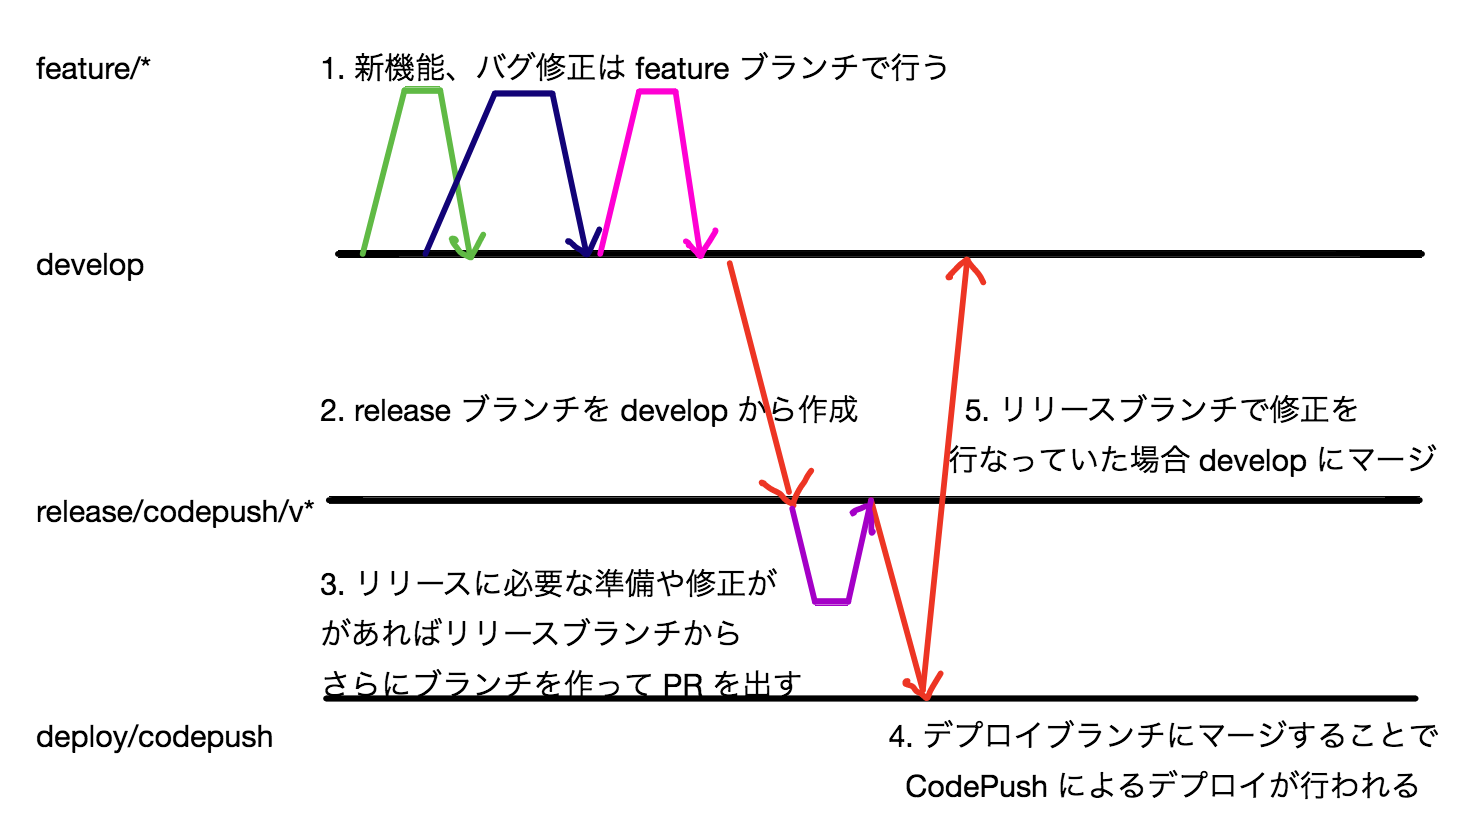 feature/*
1. 新機能、バグ修正は feature ブランチで行う
develop
2. release ブランチを develop から作成
5. リリースブランチで修正を
行なっていた場合 develop にマージ
release/codepush/v*
3. リリースに必要な準備や修正が
があればリリースブランチから
さらにブランチを作って PR を出す
deploy/codepush
4. デプロイブランチにマージすることで
CodePush によるデプロイが行われる